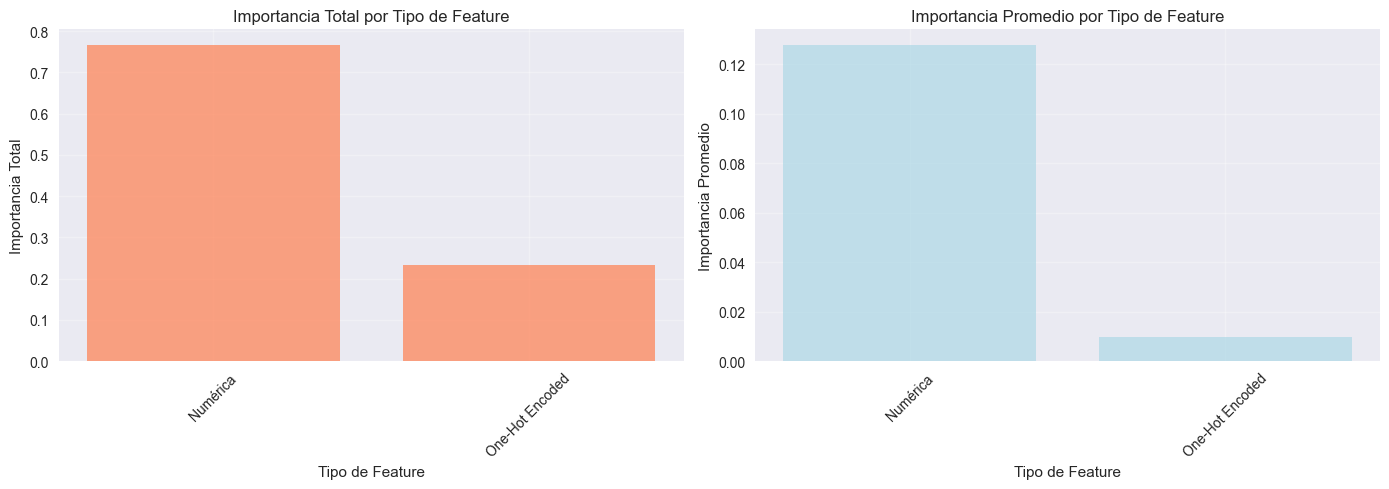 Importancia Total por Tipo de Feature
Importancia Total
0.8
0.7
0.6
0.5
0.4
0.3
0.2
0.1
0.0
Numérica
One-Hot Encoded
Tipo de Feature
Importancia Promedio por Tipo de Feature
Importancia Promedio
0.12
0.10
0.08
0.06
0.04
0.02
0.00
Numérica
One-Hot Encoded
Tipo de Feature